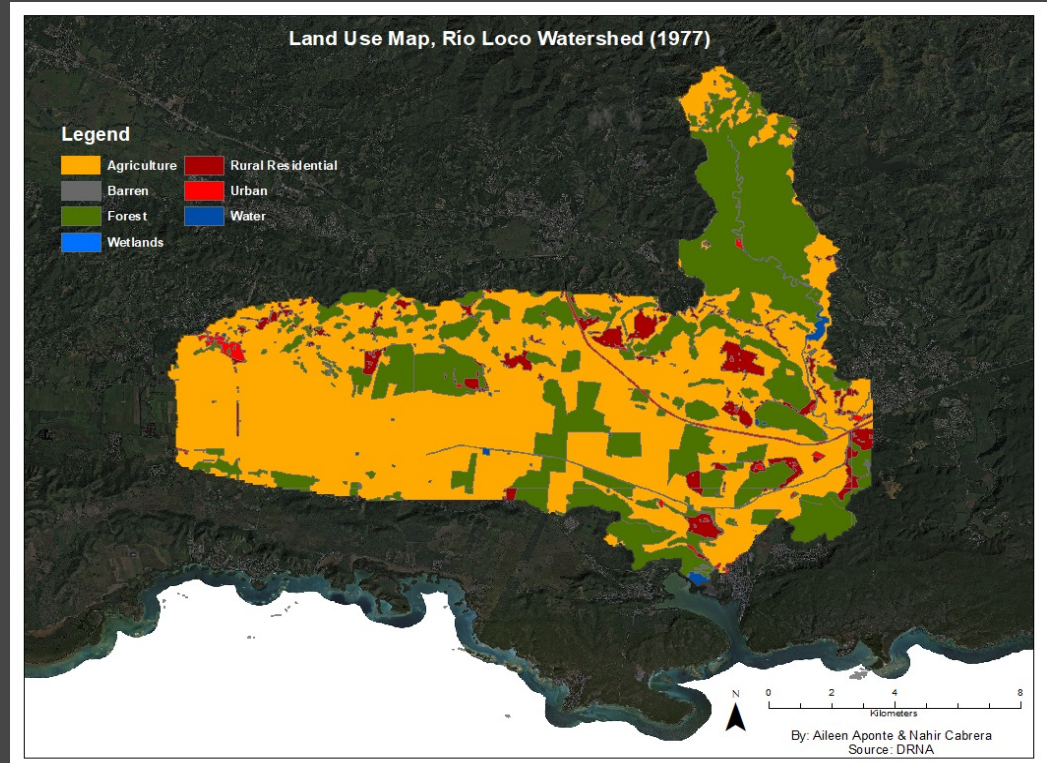 Land Use Map, Rio Loco Watershed (1977)
Legend
Agriculture Rural Residential
Barren Urban
Forest Water
Wetlands
N
0 2 4 8
Kilometers
By: Aileen Aponte & Nahir Cabrera
Source: DRNA